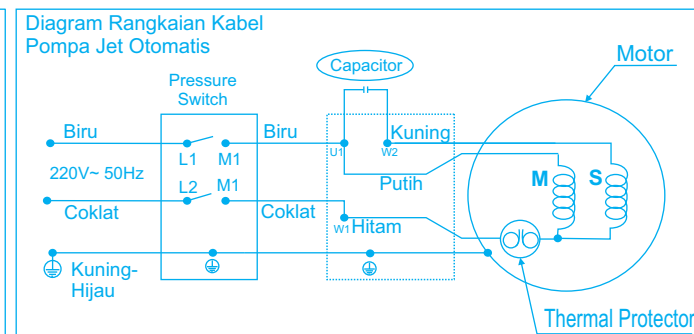 Diagram Rangkaian Kabel
Pompa Jet Otomatis
Capacitor
Motor
Pressure
Switch
Biru
L1
M1
Biru
U1
W2
Kuning
220V~ 50Hz
L2
M1
Putih
M
S
Coklat
Coklat
W1
Hitam
Kuning-
Hijau
Thermal Protector